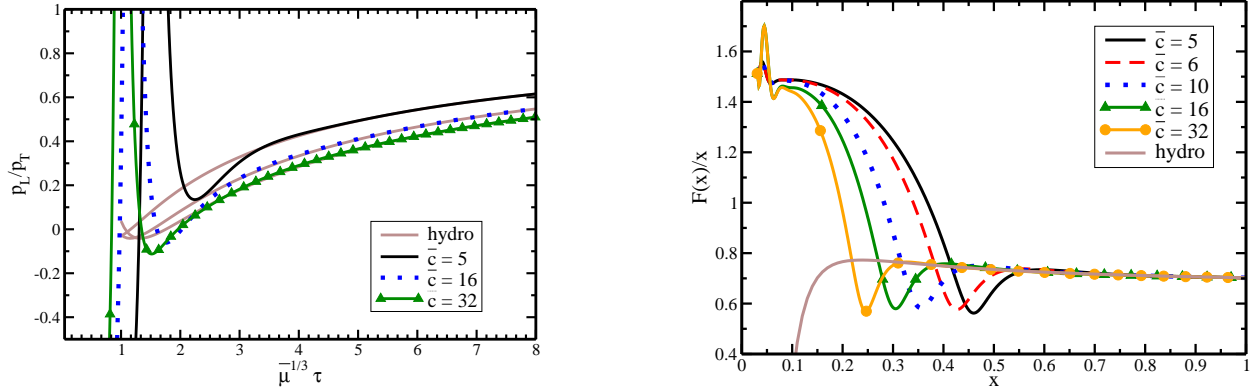 1
0.8
0.6
0.4
0.2
0
-0.2
-0.4
p_L/p_T
1 2 3 4 5 6 7 8
μ̄^{1/3} τ
hydro
c̄ = 5
c̄ = 16
c = 32
1.6
1.4
1.2
1
0.8
0.6
0.4
F(x)/x
0 0.1 0.2 0.3 0.4 0.5 0.6 0.7 0.8 0.9 1
x
c̄ = 5
c̄ = 6
c̄ = 10
c = 16
c = 32
hydro